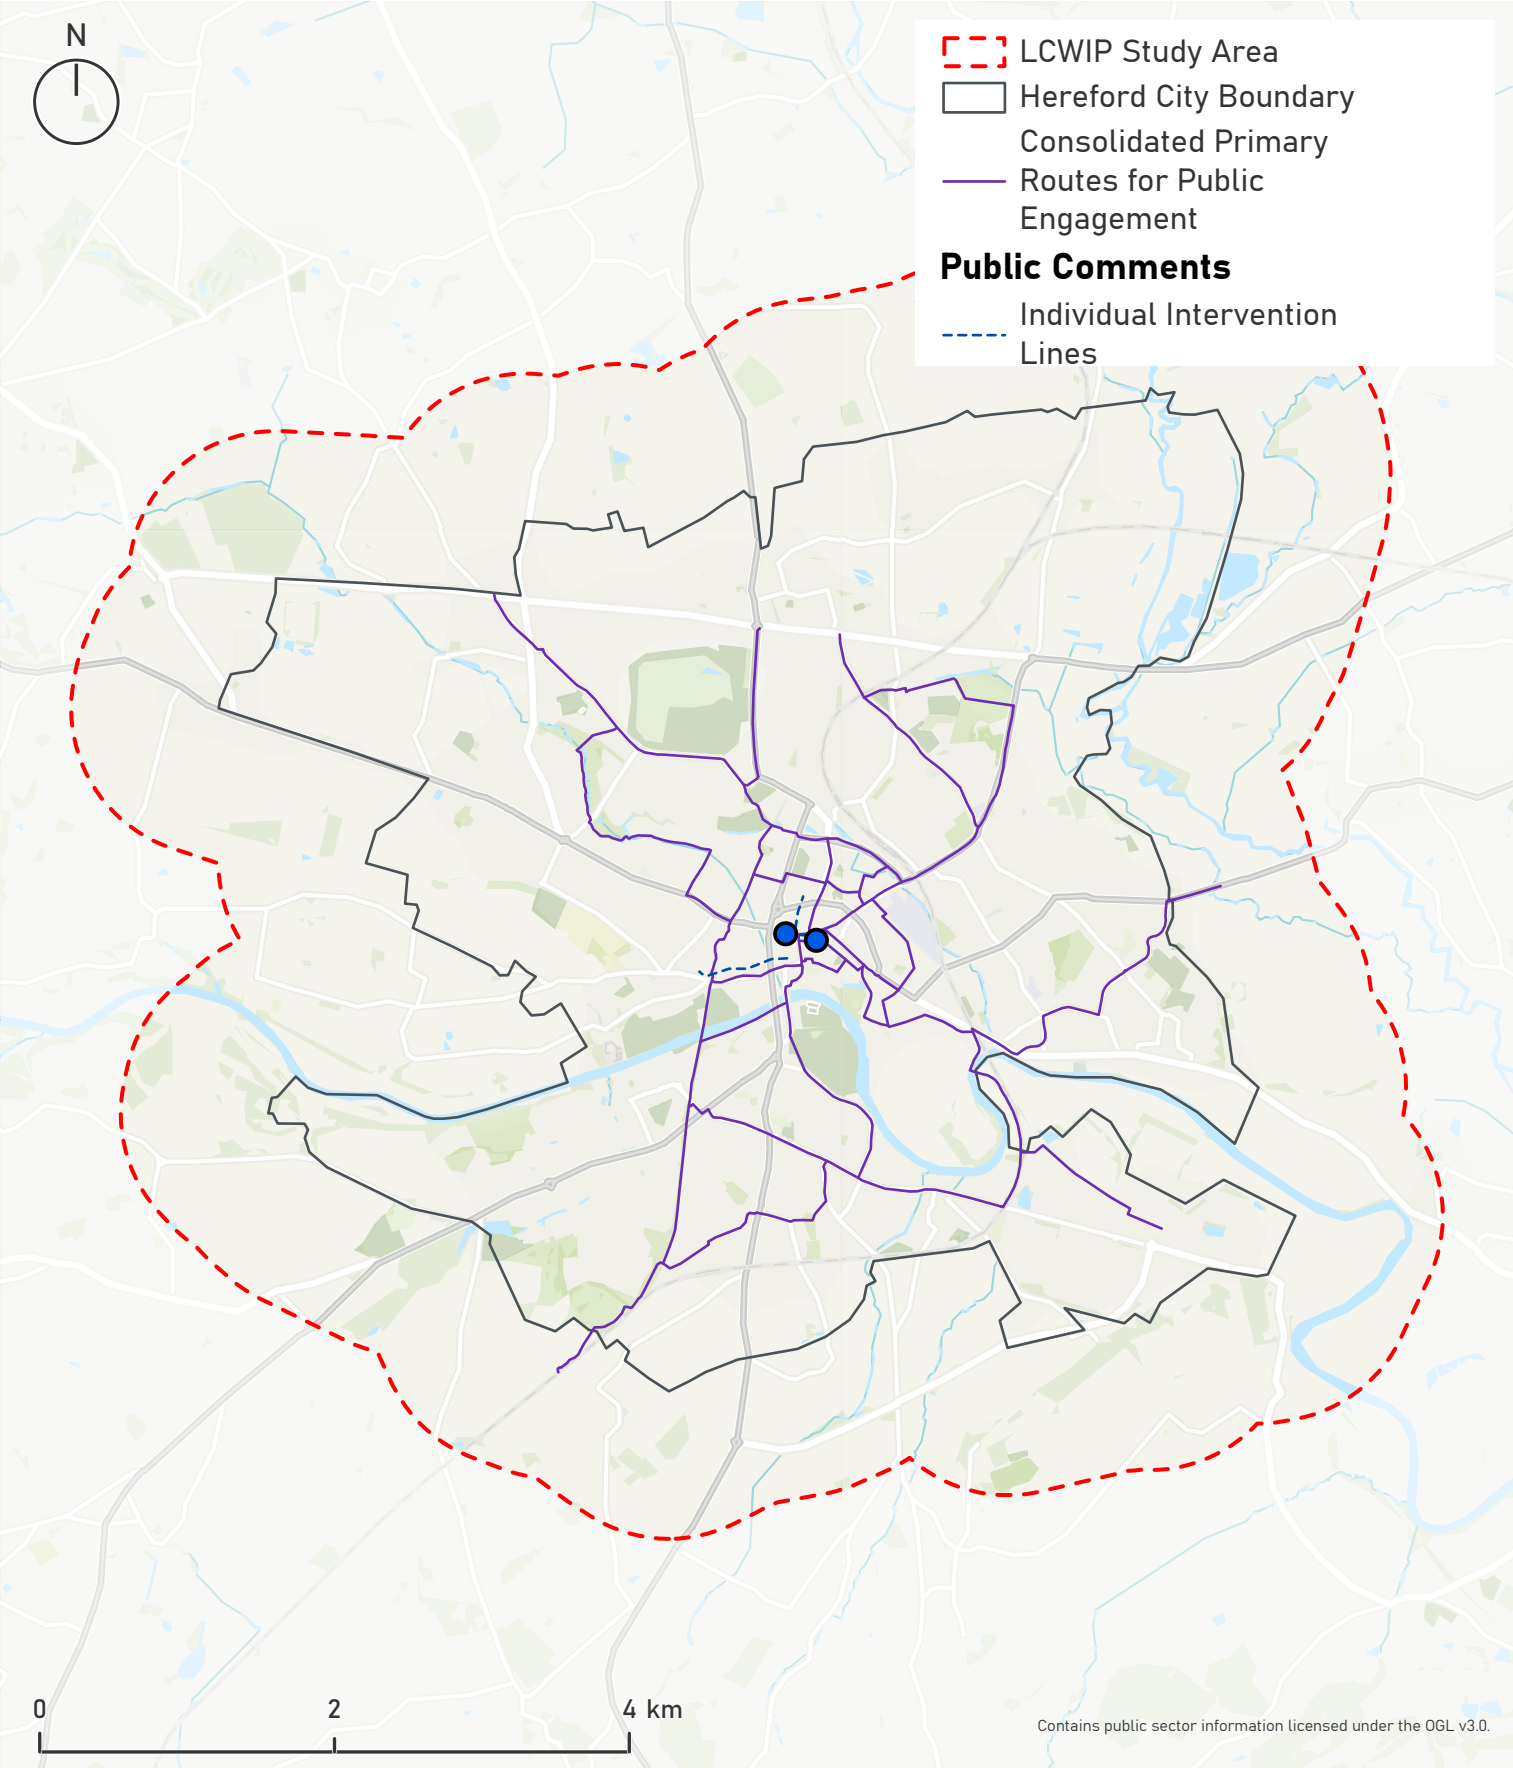 N
LCWIP Study Area
Hereford City Boundary
Consolidated Primary
Routes for Public
Engagement
Public Comments
Individual Intervention
Lines
0 2 4 km
Contains public sector information licensed under the OGL v3.0.